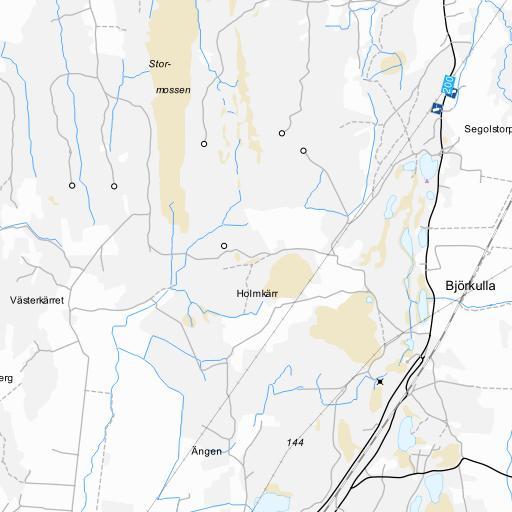 Stor-
mossen
200
Segolstorp
Björkulla
Holmkärr
Västerkärret
erg
Ängen
144